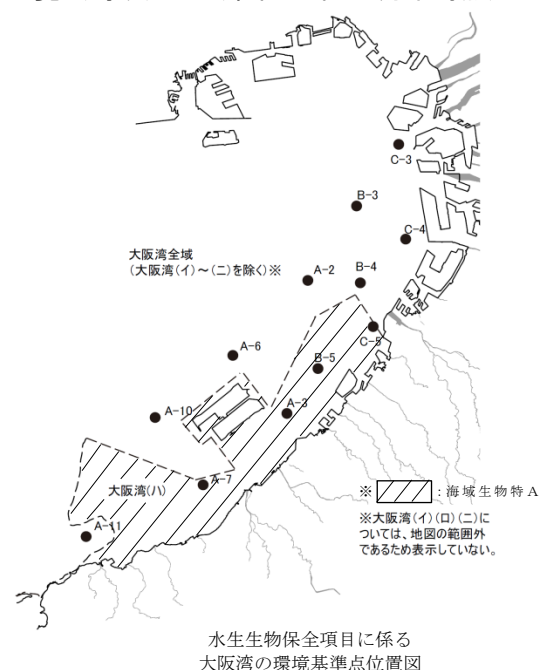 C-3
B-3
C-4
大阪湾全域
(大阪湾(イ)~(ニ)を除く)※
A-2
B-4
C-5
A-6
B-5
A-3
A-10
大阪湾(ハ)
A-7
A-11
※ :海域生物特A
※大阪湾(イ)(ロ)(ニ)に
ついては、地図の範囲外
であるため表示していない。
水生生物保全項目に係る
大阪湾の環境基準点位置図